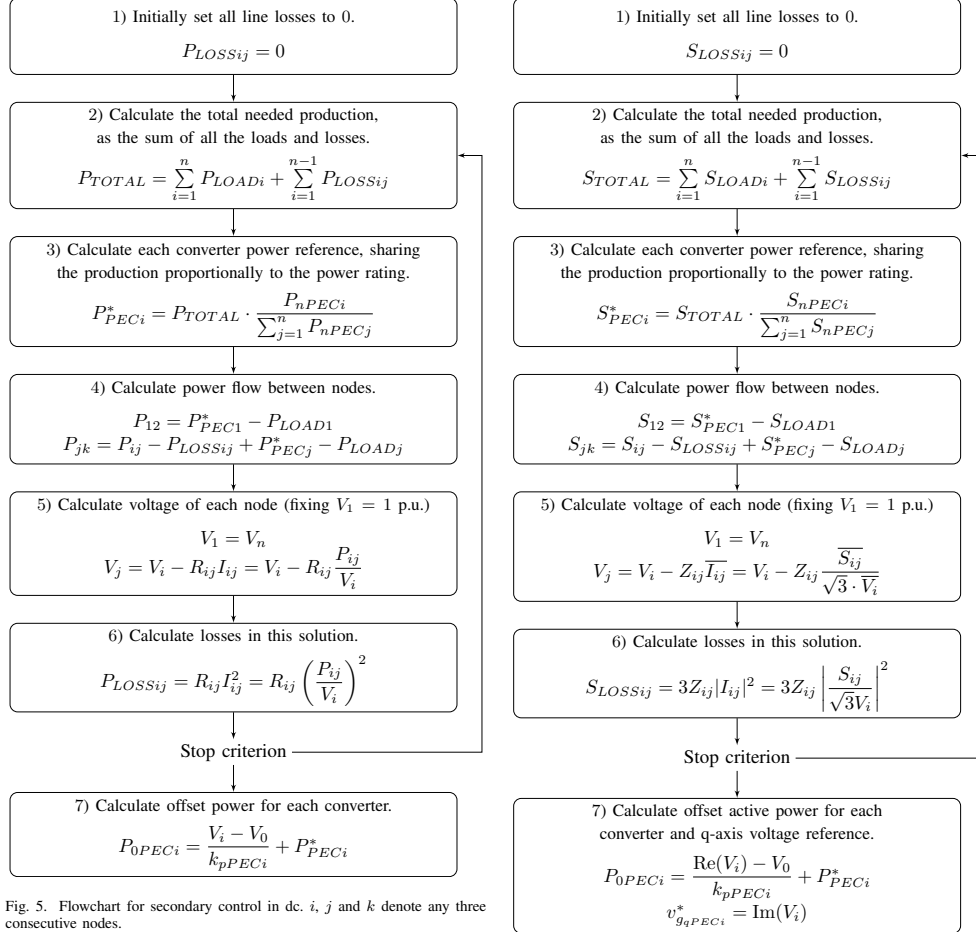 1) Initially set all line losses to 0.
P_{LOSSij} = 0
2) Calculate the total needed production,
as the sum of all the loads and losses.
P_{TOTAL} = \sum_{i=1}^{n} P_{LOADi} + \sum_{i=1}^{n-1} P_{LOSSij}
3) Calculate each converter power reference, sharing
the production proportionally to the power rating.
P^*_{PECi} = P_{TOTAL} \cdot \frac{P_{nPECi}}{\sum_{j=1}^{n} P_{nPECj}}
4) Calculate power flow between nodes.
P_{12} = P^*_{PEC1} − P_{LOAD1}
P_{jk} = P_{ij} − P_{LOSSij} + P^*_{PECj} − P_{LOADj}
5) Calculate voltage of each node (fixing V_1 = 1 p.u.)
V_1 = V_n
V_j = V_i − R_{ij} I_{ij} = V_i − R_{ij} \frac{P_{ij}}{V_i}
6) Calculate losses in this solution.
P_{LOSSij} = R_{ij} I_{ij}^2 = R_{ij} \left( \frac{P_{ij}}{V_i} \right)^2
Stop criterion
7) Calculate offset power for each converter.
P_{0PECi} = \frac{V_i − V_0}{k_{pPECi}} + P^*_{PECi}
Fig. 5. Flowchart for secondary control in dc. i, j and k denote any three
consecutive nodes.
1) Initially set all line losses to 0.
S_{LOSSij} = 0
2) Calculate the total needed production,
as the sum of all the loads and losses.
S_{TOTAL} = \sum_{i=1}^{n} S_{LOADi} + \sum_{i=1}^{n-1} S_{LOSSij}
3) Calculate each converter power reference, sharing
the production proportionally to the power rating.
S^*_{PECi} = S_{TOTAL} \cdot \frac{S_{nPECi}}{\sum_{j=1}^{n} S_{nPECj}}
4) Calculate power flow between nodes.
S_{12} = S^*_{PEC1} − S_{LOAD1}
S_{jk} = S_{ij} − S_{LOSSij} + S^*_{PECj} − S_{LOADj}
5) Calculate voltage of each node (fixing V_1 = 1 p.u.)
V_1 = V_n
V_j = V_i − Z_{ij} \overline{I_{ij}} = V_i − Z_{ij} \frac{\overline{S_{ij}}}{\sqrt{3} \cdot \overline{V_i}}
6) Calculate losses in this solution.
S_{LOSSij} = 3Z_{ij} |I_{ij}|^2 = 3Z_{ij} \left| \frac{S_{ij}}{\sqrt{3} V_i} \right|^2
Stop criterion
7) Calculate offset active power for each
converter and q-axis voltage reference.
P_{0PECi} = \frac{Re(V_i) − V_0}{k_{pPECi}} + P^*_{PECi}
v^*_{g_{qPECi}} = Im(V_i)